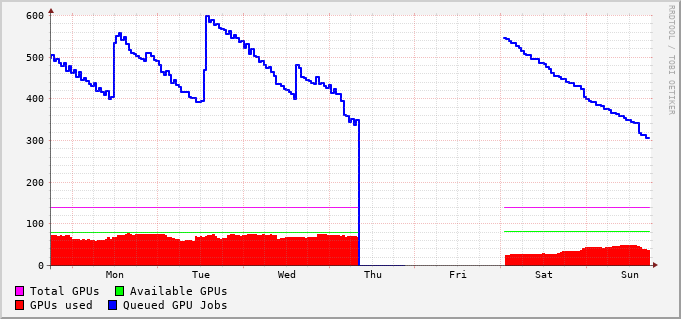 600
500
400
300
200
100
0
Mon Tue Wed Thu Fri Sat Sun
Total GPUs Available GPUs
GPUs used Queued GPU Jobs
RRDTOOL / TOBI OETIKER